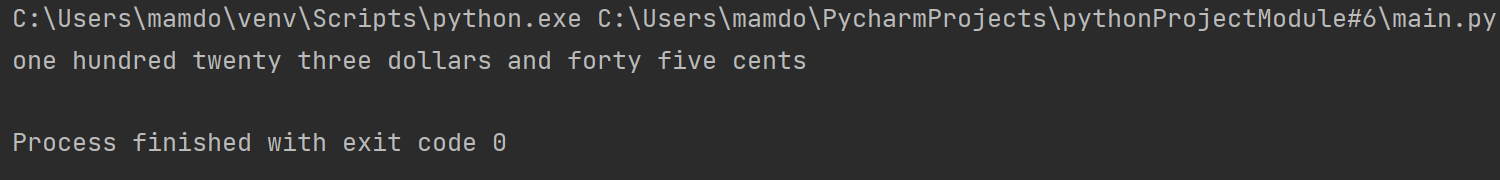 C:\Users\mamdo\venv\Scripts\python.exe C:\Users\mamdo\PycharmProjects\pythonProjectModule#6\main.py
one hundred twenty three dollars and forty five cents
Process finished with exit code 0